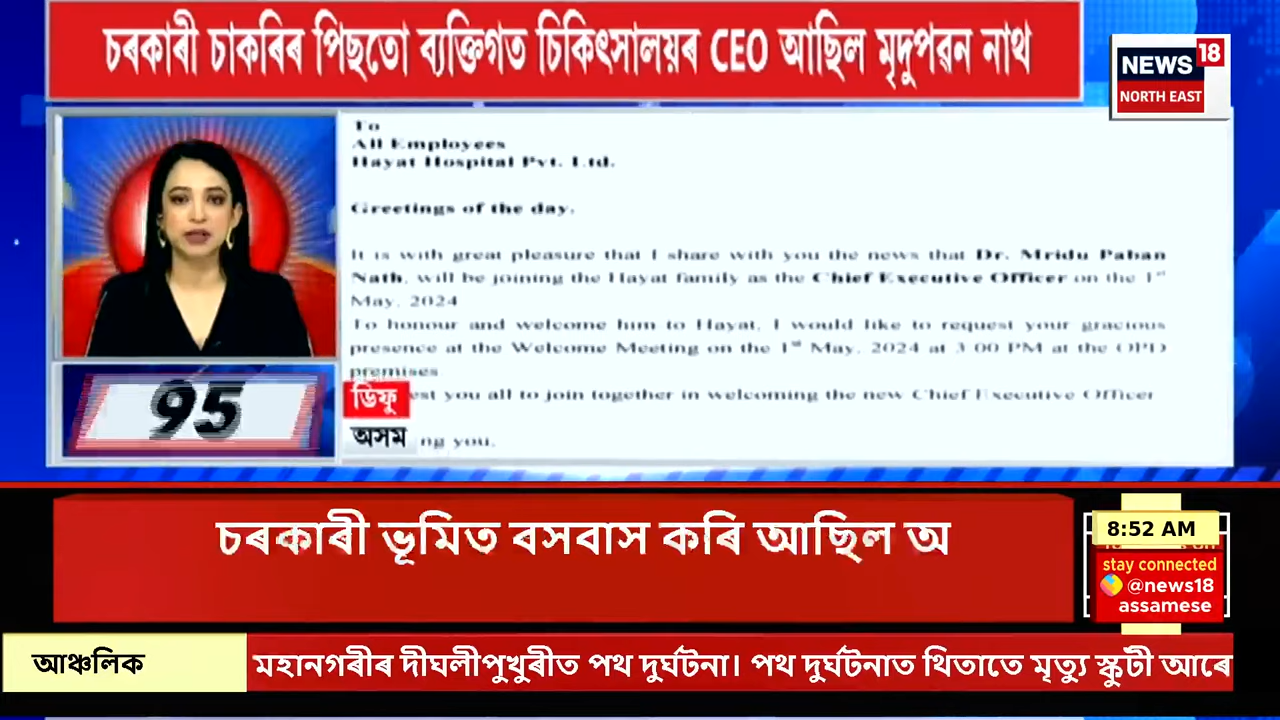 চৰকাৰী চাকৰিৰ পিছতো ব্যক্তিগত চিকিৎসালয়ৰ CEO আছিল মৃদুপৱন নাথ
NEWS 18
NORTH EAST
To
All Employees
Hayat Hospital Pvt. Ltd.
Greetings of the day.
It is with great pleasure that I share with you the news that Dr. Mridu Paban
Nath, will be joining the Hayat family as the Chief Executive Officer on the 1st
May, 2024
To honour and welcome him to Hayat, I would like to request your gracious
presence at the Welcome Meeting on the 1st May, 2024 at 3:00 PM at the OPD
premises
est you all to join together in welcoming the new Chief Executive Officer
ng you.
95
ডিফু
অসম
চৰকাৰী ভূমিত বসবাস কৰি আছিল অ
8:52 AM
stay connected
@news18
assamese
আঞ্চলিক
মহানগৰীৰ দীঘলীপুখুৰীত পথ দুৰ্ঘটনা। পথ দুৰ্ঘটনাত থিতাতে মৃত্যু স্কুটী আৰে